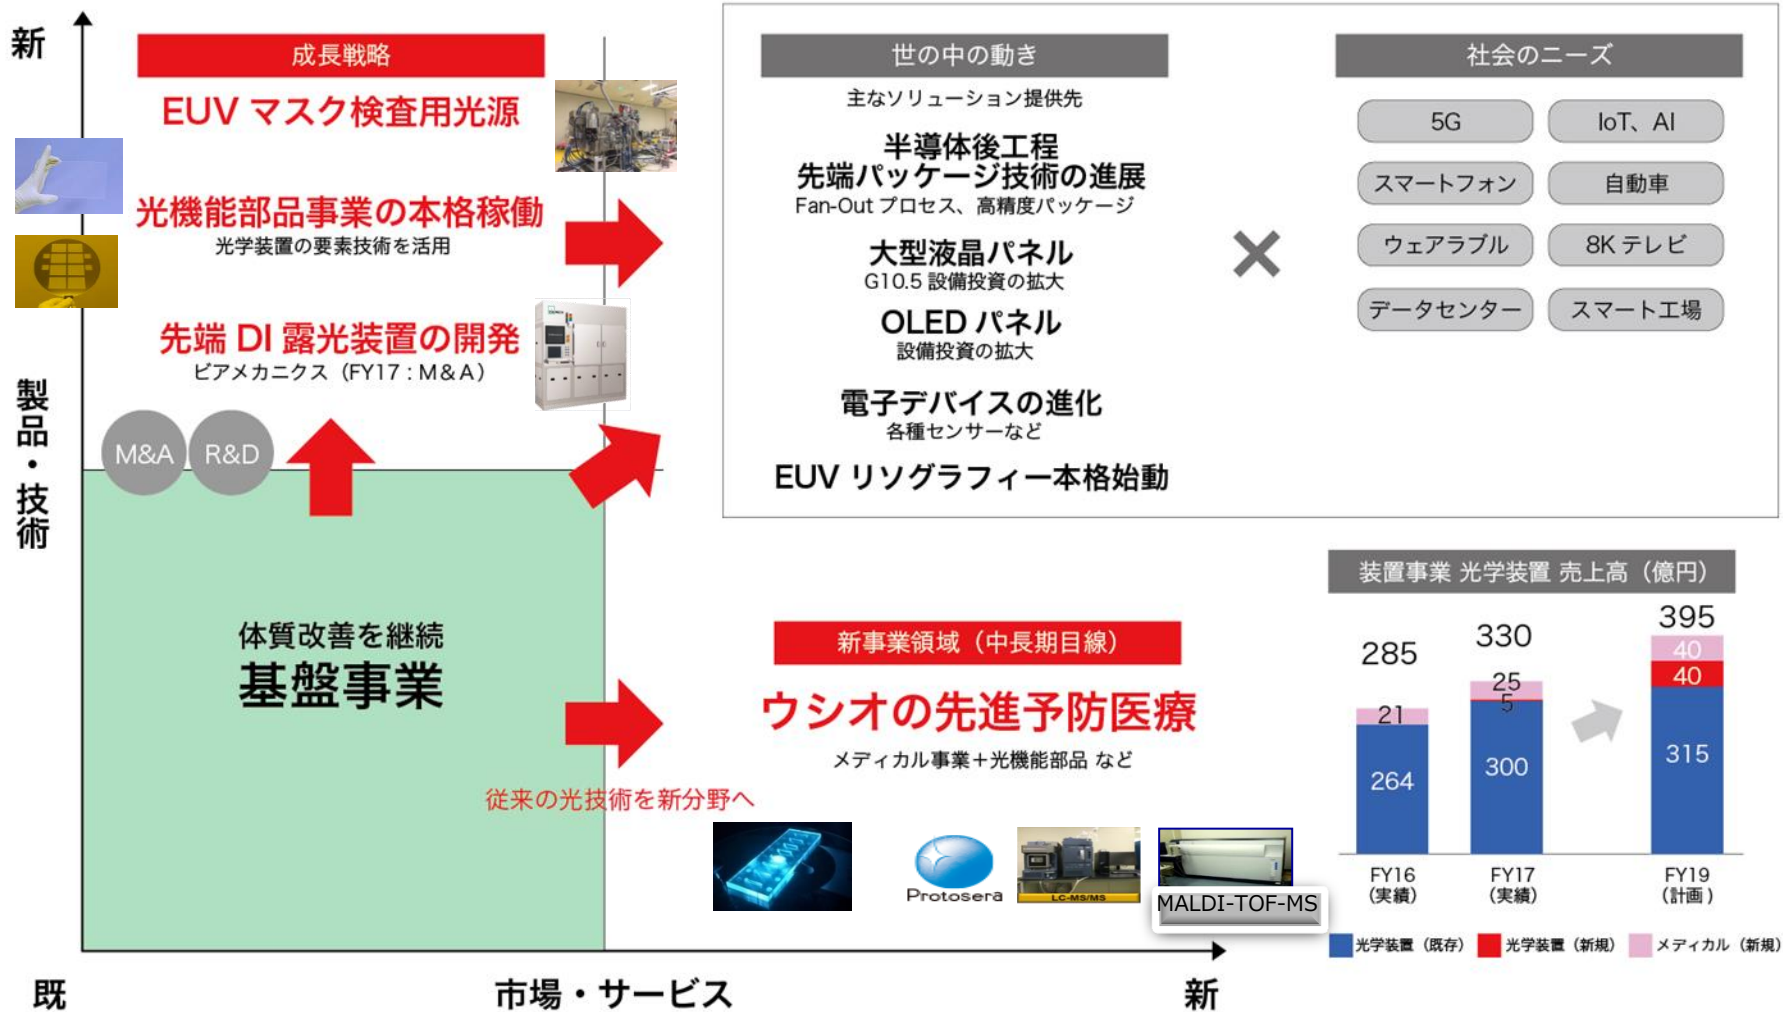 新
製品・技術
既
市場・サービス
新
成長戦略
EUV マスク検査用光源
光機能部品事業の本格稼働
光学装置の要素技術を活用
先端 DI 露光装置の開発
ビアメカニクス（FY17：M＆A）
M&A
R&D
体質改善を継続
基盤事業
従来の光技術を新分野へ
世の中の動き
主なソリューション提供先
半導体後工程
先端パッケージ技術の進展
Fan-Out プロセス、高精度パッケージ
大型液晶パネル
G10.5 設備投資の拡大
OLED パネル
設備投資の拡大
電子デバイスの進化
各種センサーなど
EUV リソグラフィー本格始動
社会のニーズ
5G
IoT、AI
スマートフォン
自動車
ウェアラブル
8K テレビ
データセンター
スマート工場
新事業領域（中長期目線）
ウシオの先進予防医療
メディカル事業＋光機能部品 など
Protosera
LC-MS/MS
MALDI-TOF-MS
装置事業 光学装置 売上高（億円）
285
21
264
330
25
5
300
395
40
40
315
FY16
（実績）
FY17
（実績）
FY19
（計画）
光学装置（既存）
光学装置（新規）
メディカル（新規）